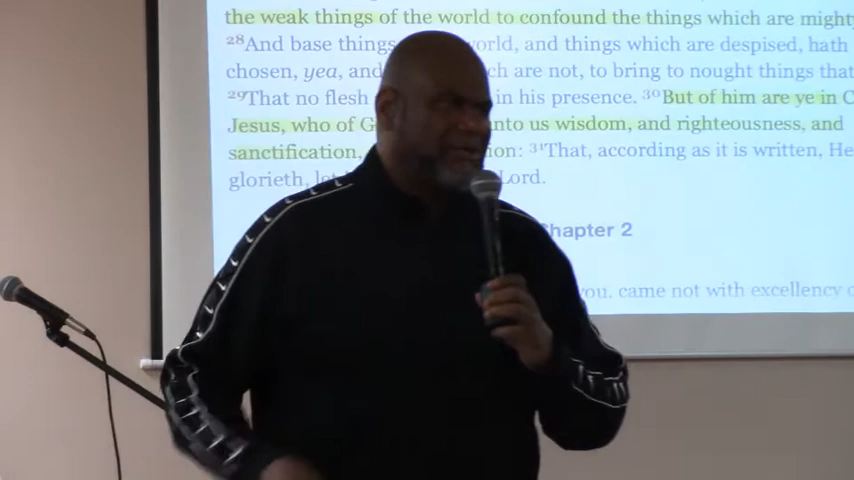 the weak things of the world to confound the things which are mighty
²⁸And base things world, and things which are despised, hath
chosen, yea, and which are not, to bring to nought things that
²⁹That no flesh in his presence. ³⁰But of him are ye in
Jesus, who of unto us wisdom, and righteousness, and
sanctification, ³¹That, according as it is written, He
glorieth, Lord.
Chapter 2
you, came not with excellency